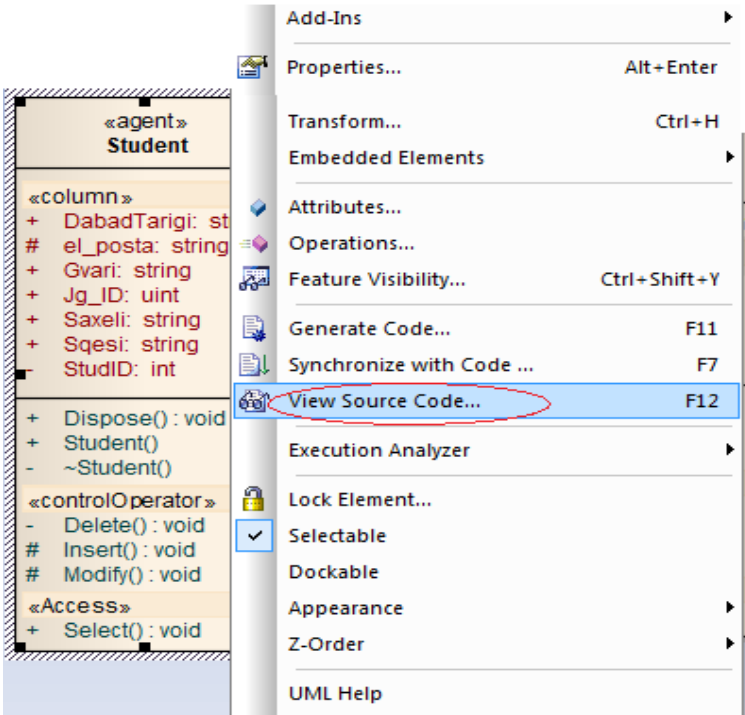 «agent»
Student
«column»
+ DabadTarigi: st
# el_posta: string
+ Gvari: string
+ Jg_ID: uint
+ Saxeli: string
+ Sqesi: string
- StudID: int
+ Dispose() : void
+ Student()
- ~Student()
«controlOperator»
- Delete() : void
# Insert() : void
# Modify() : void
«Access»
+ Select() : void
Add-Ins
Properties... Alt+Enter
Transform... Ctrl+H
Embedded Elements
Attributes...
Operations...
Feature Visibility... Ctrl+Shift+Y
Generate Code... F11
Synchronize with Code ... F7
View Source Code... F12
Execution Analyzer
Lock Element...
Selectable
Dockable
Appearance
Z-Order
UML Help